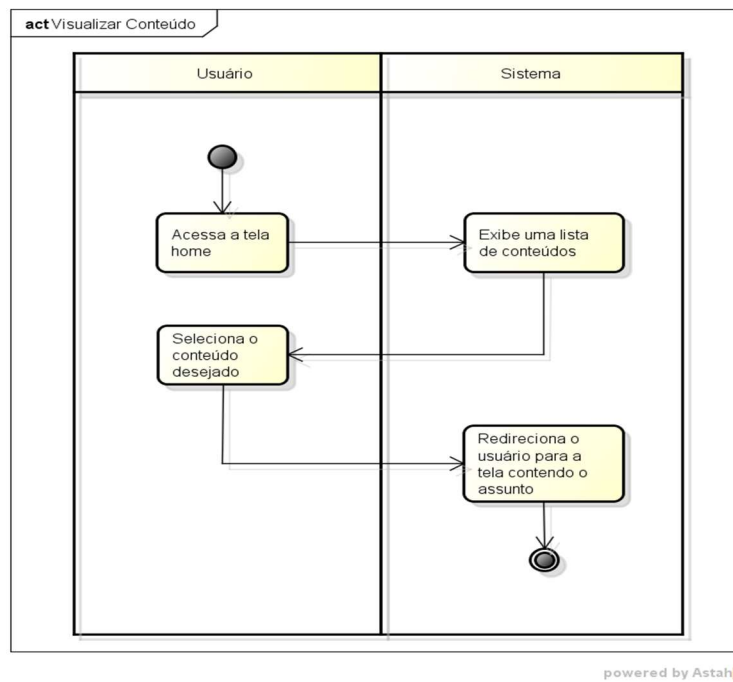 act Visualizar Conteúdo
Usuário
Sistema
Acessa a tela
home
Exibe uma lista
de conteúdos
Seleciona o
conteúdo
desejado
Redireciona o
usuário para a
tela contendo o
assunto
powered by Astah